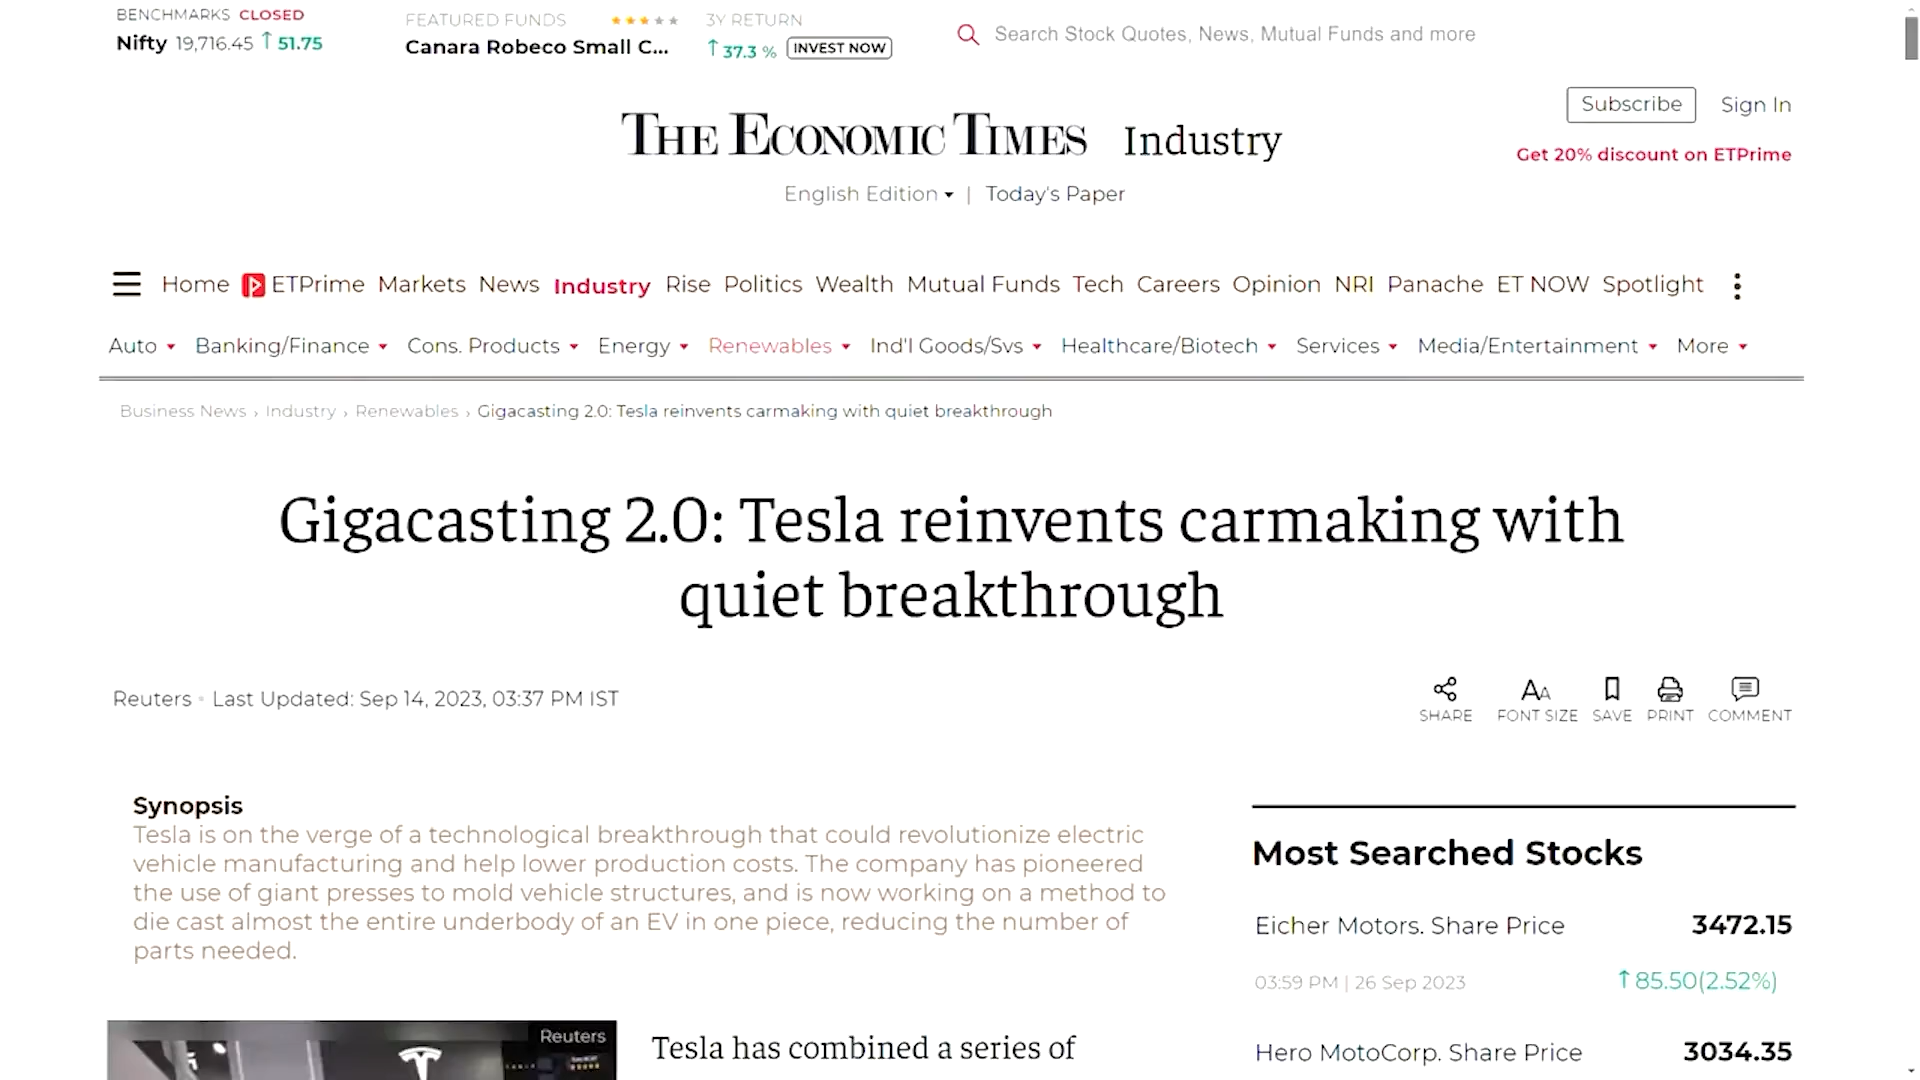 BENCHMARKS CLOSED
Nifty 19,716.45 ↑ 51.75
FEATURED FUNDS ★★★★★ 3Y RETURN
Canara Robeco Small C... ↑ 37.3 % INVEST NOW
Search Stock Quotes, News, Mutual Funds and more
Subscribe Sign In
THE ECONOMIC TIMES Industry
Get 20% discount on ETPrime
English Edition | Today's Paper
Home ETPrime Markets News Industry Rise Politics Wealth Mutual Funds Tech Careers Opinion NRI Panache ET NOW Spotlight
Auto Banking/Finance Cons. Products Energy Renewables Ind'l Goods/Svs Healthcare/Biotech Services Media/Entertainment More
Business News › Industry › Renewables › Gigacasting 2.0: Tesla reinvents carmaking with quiet breakthrough
Gigacasting 2.0: Tesla reinvents carmaking with
quiet breakthrough
Reuters • Last Updated: Sep 14, 2023, 03:37 PM IST
SHARE FONT SIZE SAVE PRINT COMMENT
Synopsis
Tesla is on the verge of a technological breakthrough that could revolutionize electric
vehicle manufacturing and help lower production costs. The company has pioneered
the use of giant presses to mold vehicle structures, and is now working on a method to
die cast almost the entire underbody of an EV in one piece, reducing the number of
parts needed.
Reuters
Tesla has combined a series of
Most Searched Stocks
Eicher Motors. Share Price 3472.15
03:59 PM | 26 Sep 2023 ↑ 85.50(2.52%)
Hero MotoCorp. Share Price 3034.35